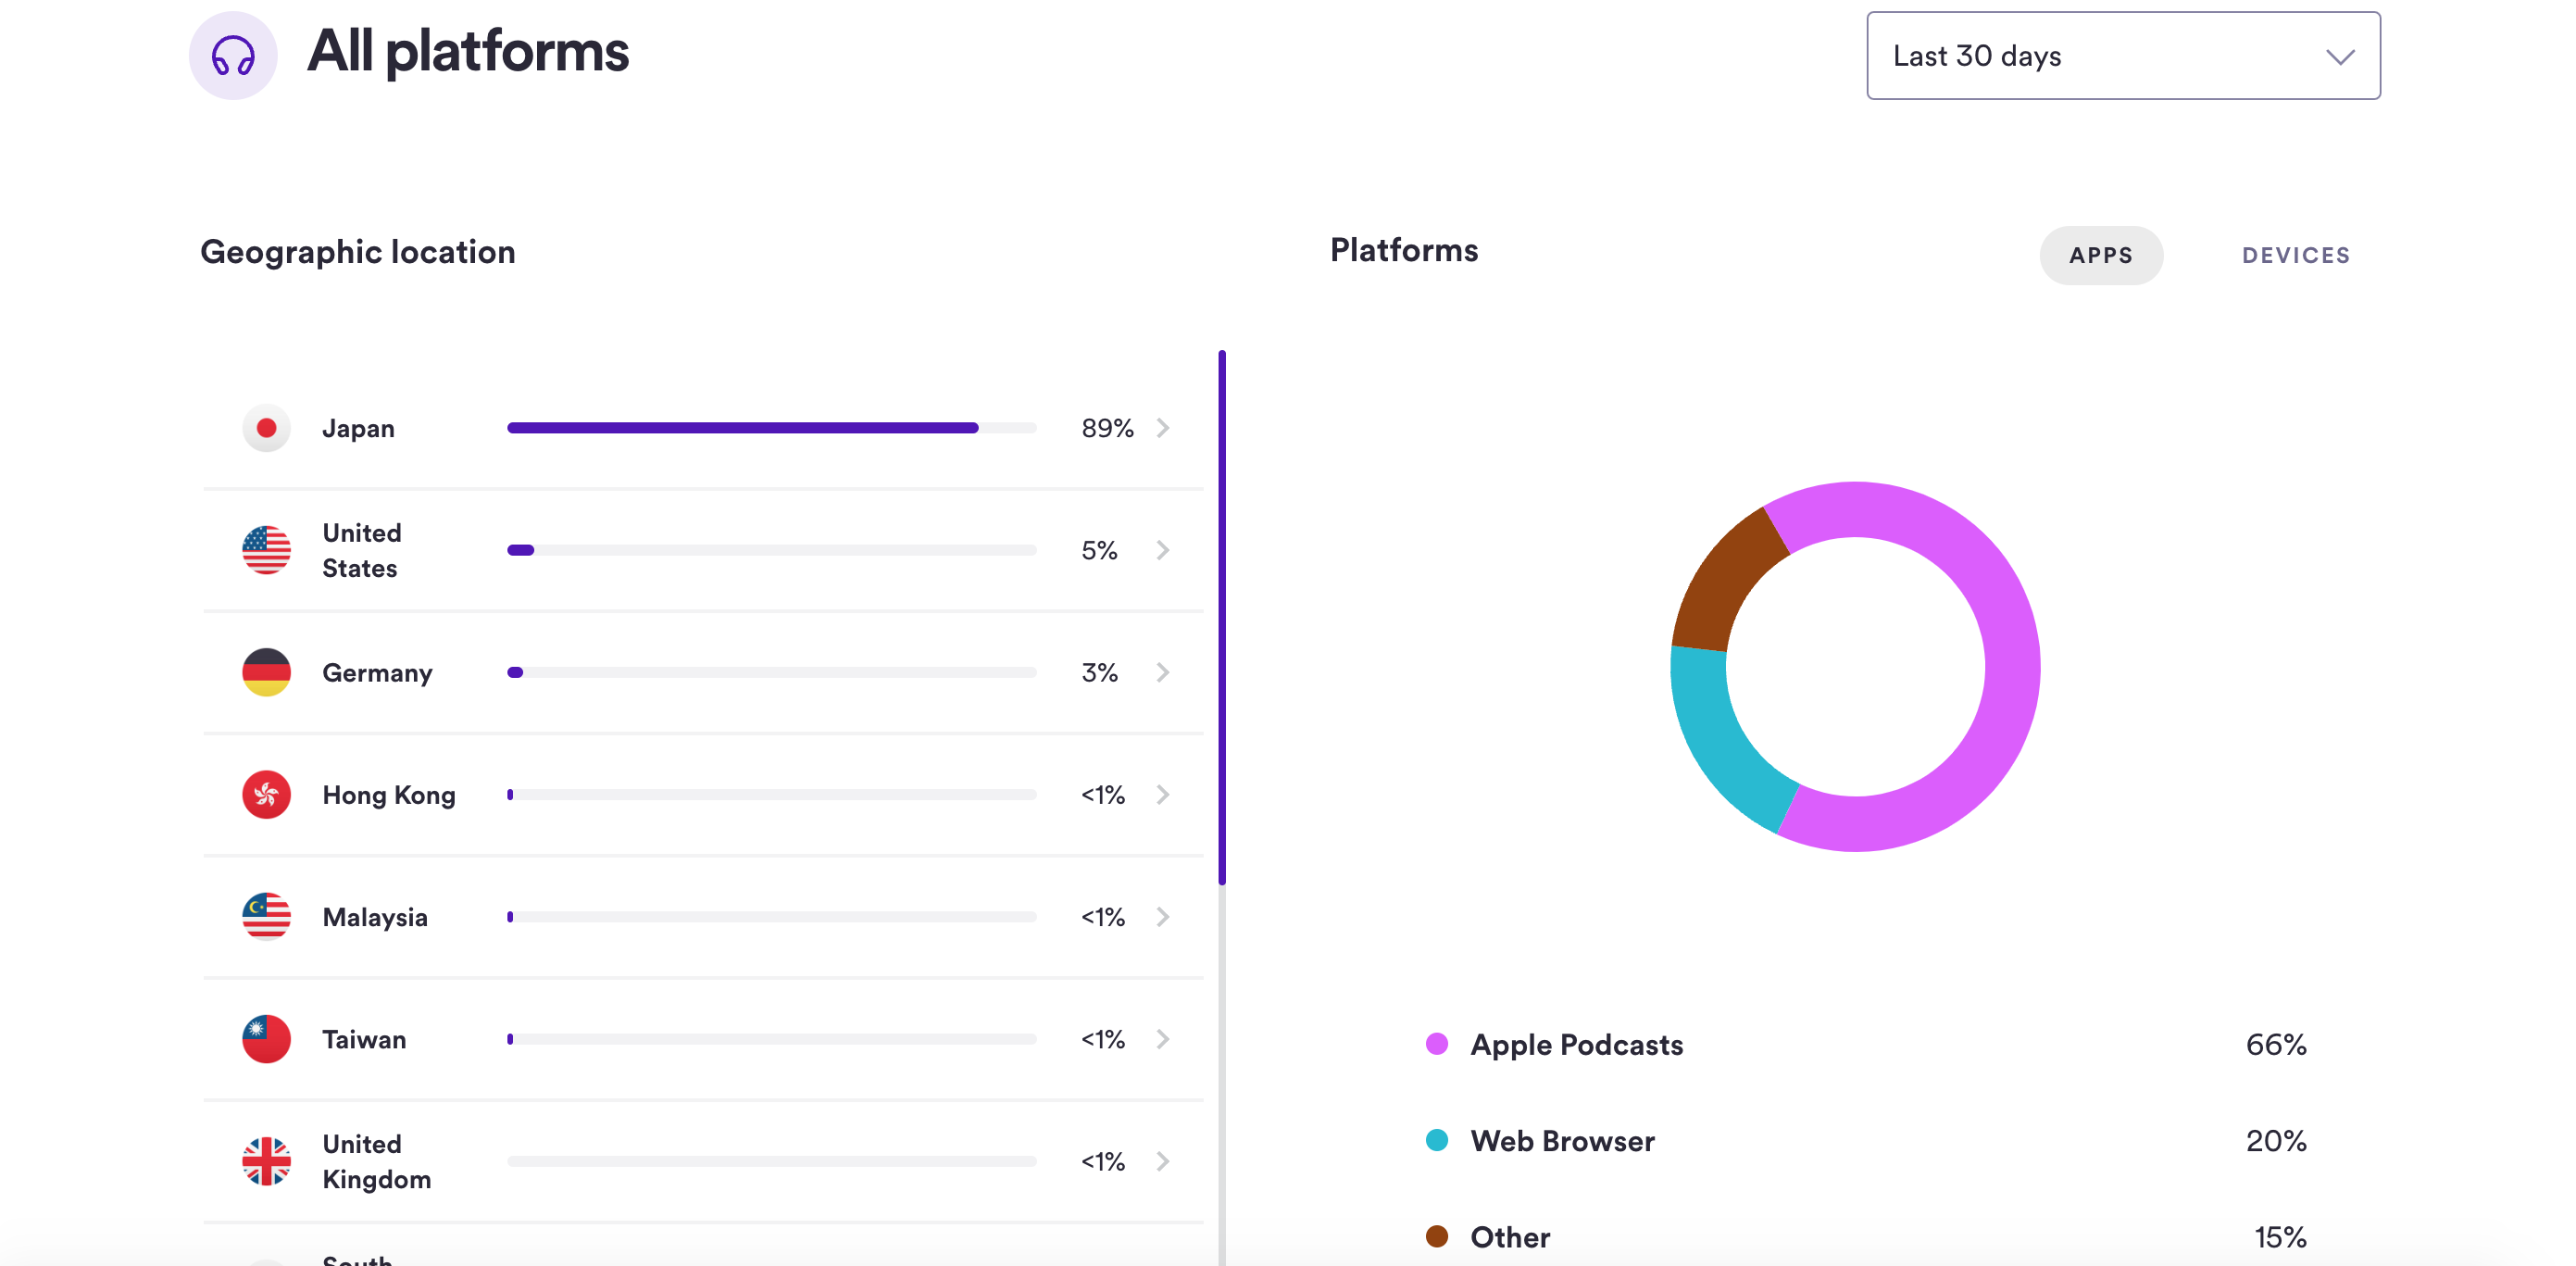 All platforms
Last 30 days
Geographic location
Platforms
APPS
DEVICES
Japan
89%
United
States
5%
Germany
3%
Hong Kong
<1%
Malaysia
<1%
Taiwan
<1%
United
Kingdom
<1%
Apple Podcasts
66%
Web Browser
20%
Other
15%